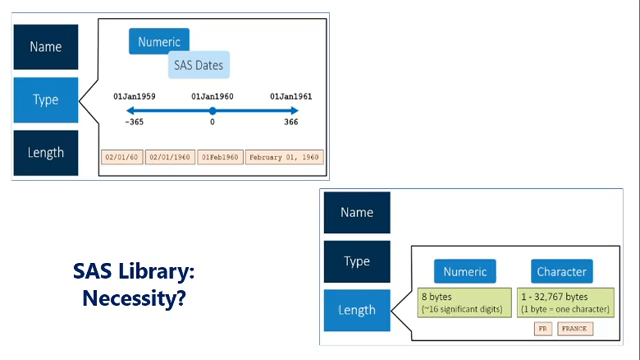 Name
Type
Length
Numeric
SAS Dates
01Jan1959 01Jan1960 01Jan1961
-365 0 366
02/01/60 02/01/1960 01Feb1960 February 01, 1960
SAS Library:
Necessity?
Name
Type
Length
Numeric Character
8 bytes
(~16 significant digits)
1 - 32,767 bytes
(1 byte = one character)
FR FRANCE